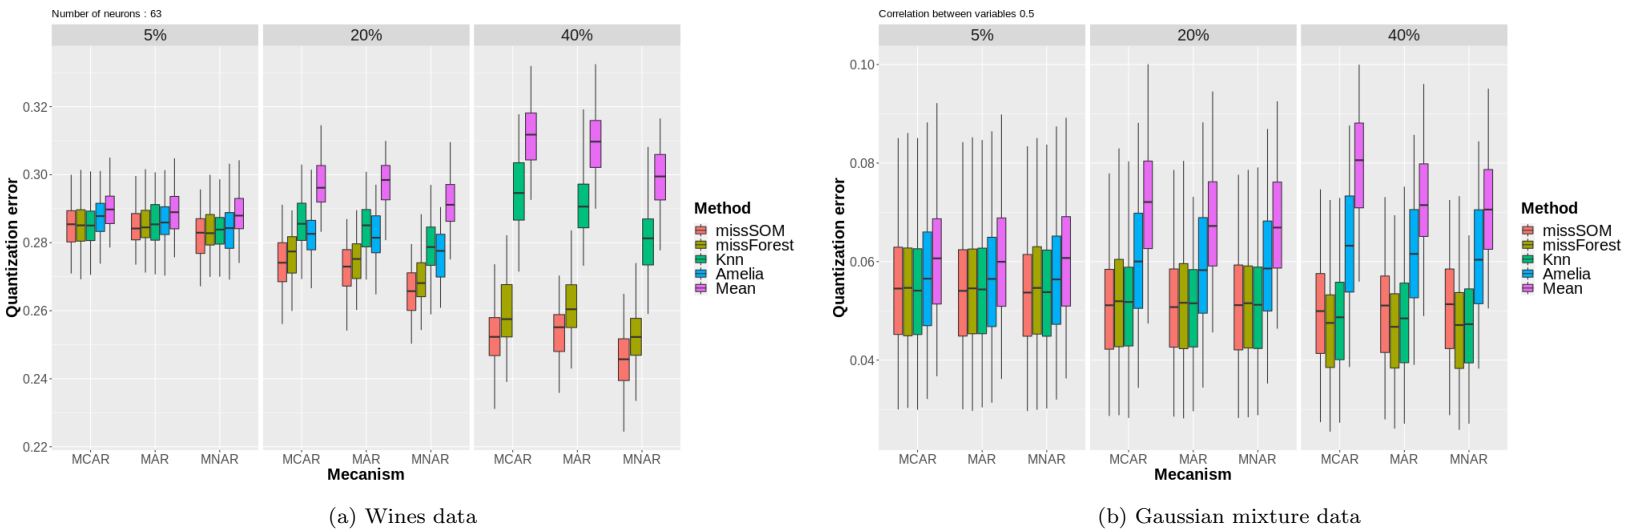 Number of neurons : 63
5%
20%
40%
0.32
0.30
0.28
0.26
0.24
0.22
Quantization error
MCAR
MAR
MNAR
MCAR
MAR
MNAR
MCAR
MAR
MNAR
Mecanism
Method
missSOM
missForest
Knn
Amelia
Mean
(a) Wines data
Correlation between variables 0.5
5%
20%
40%
0.10
0.08
0.06
0.04
Quantization error
MCAR
MAR
MNAR
MCAR
MAR
MNAR
MCAR
MAR
MNAR
Mecanism
Method
missSOM
missForest
Knn
Amelia
Mean
(b) Gaussian mixture data